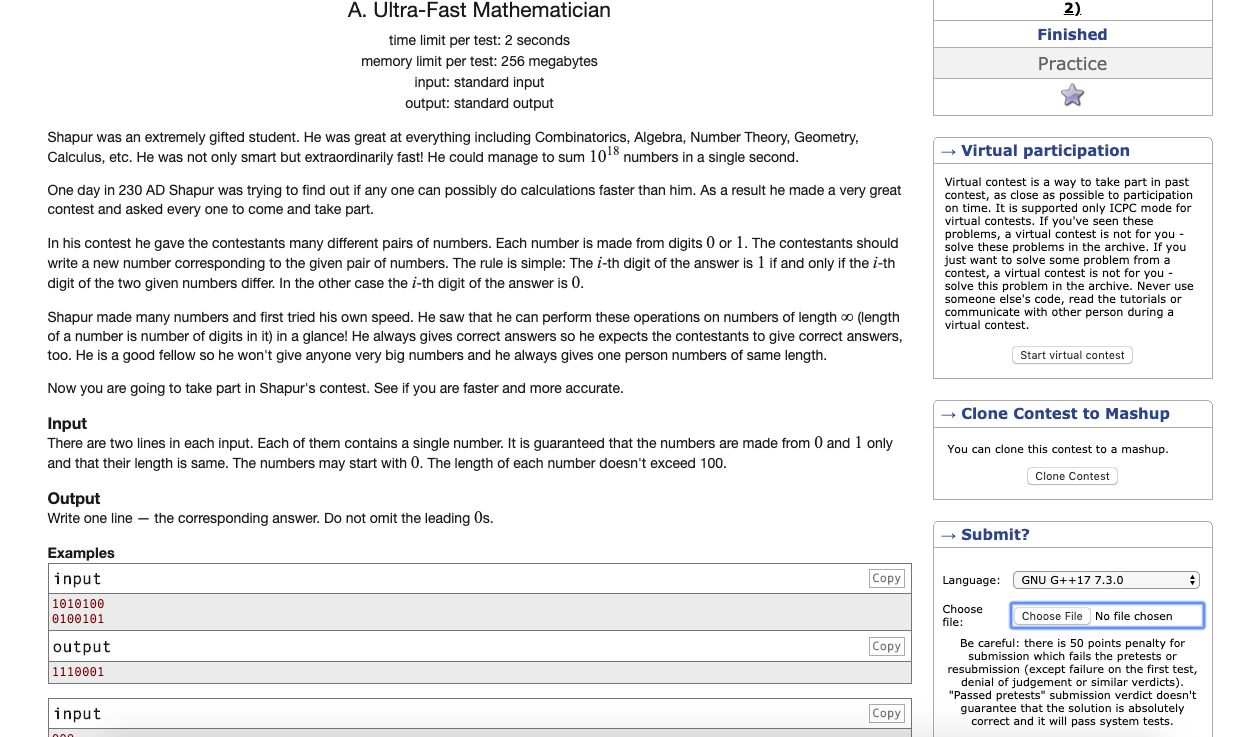 A. Ultra-Fast Mathematician
time limit per test: 2 seconds
memory limit per test: 256 megabytes
input: standard input
output: standard output
Shapur was an extremely gifted student. He was great at everything including Combinatorics, Algebra, Number Theory, Geometry,
Calculus, etc. He was not only smart but extraordinarily fast! He could manage to sum 10^18 numbers in a single second.
One day in 230 AD Shapur was trying to find out if any one can possibly do calculations faster than him. As a result he made a very great
contest and asked every one to come and take part.
In his contest he gave the contestants many different pairs of numbers. Each number is made from digits 0 or 1. The contestants should
write a new number corresponding to the given pair of numbers. The rule is simple: The i-th digit of the answer is 1 if and only if the i-th
digit of the two given numbers differ. In the other case the i-th digit of the answer is 0.
Shapur made many numbers and first tried his own speed. He saw that he can perform these operations on numbers of length ∞ (length
of a number is number of digits in it) in a glance! He always gives correct answers so he expects the contestants to give correct answers,
too. He is a good fellow so he won't give anyone very big numbers and he always gives one person numbers of same length.
Now you are going to take part in Shapur's contest. See if you are faster and more accurate.
Input
There are two lines in each input. Each of them contains a single number. It is guaranteed that the numbers are made from 0 and 1 only
and that their length is same. The numbers may start with 0. The length of each number doesn't exceed 100.
Output
Write one line — the corresponding answer. Do not omit the leading 0s.
Examples
input
Copy
1010100
0100101
output
Copy
1110001
input
Copy
2)
Finished
Practice
→ Virtual participation
Virtual contest is a way to take part in past
contest, as close as possible to participation
on time. It is supported only ICPC mode for
virtual contests. If you've seen these
problems, a virtual contest is not for you -
solve these problems in the archive. If you
just want to solve some problem from a
contest, a virtual contest is not for you -
solve this problem in the archive. Never use
someone else's code, read the tutorials or
communicate with other person during a
virtual contest.
Start virtual contest
→ Clone Contest to Mashup
You can clone this contest to a mashup.
Clone Contest
→ Submit?
Language: GNU G++17 7.3.0
Choose
file:
Choose File No file chosen
Be careful: there is 50 points penalty for
submission which fails the pretests or
resubmission (except failure on the first test,
denial of judgement or similar verdicts).
"Passed pretests" submission verdict doesn't
guarantee that the solution is absolutely
correct and it will pass system tests.